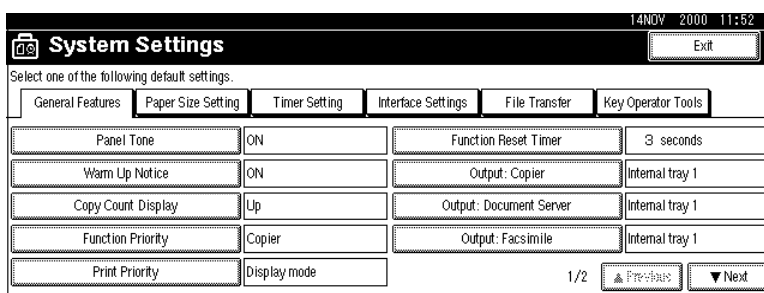 14NOV 2000 11:52
System Settings
Exit
Select one of the following default settings.
General Features Paper Size Setting Timer Setting Interface Settings File Transfer Key Operator Tools
Panel Tone ON Function Reset Timer 3 seconds
Warm Up Notice ON Output: Copier Internal tray 1
Copy Count Display Up Output: Document Server Internal tray 1
Function Priority Copier Output: Facsimile Internal tray 1
Print Priority Display mode 1/2 ▲Previous ▼Next